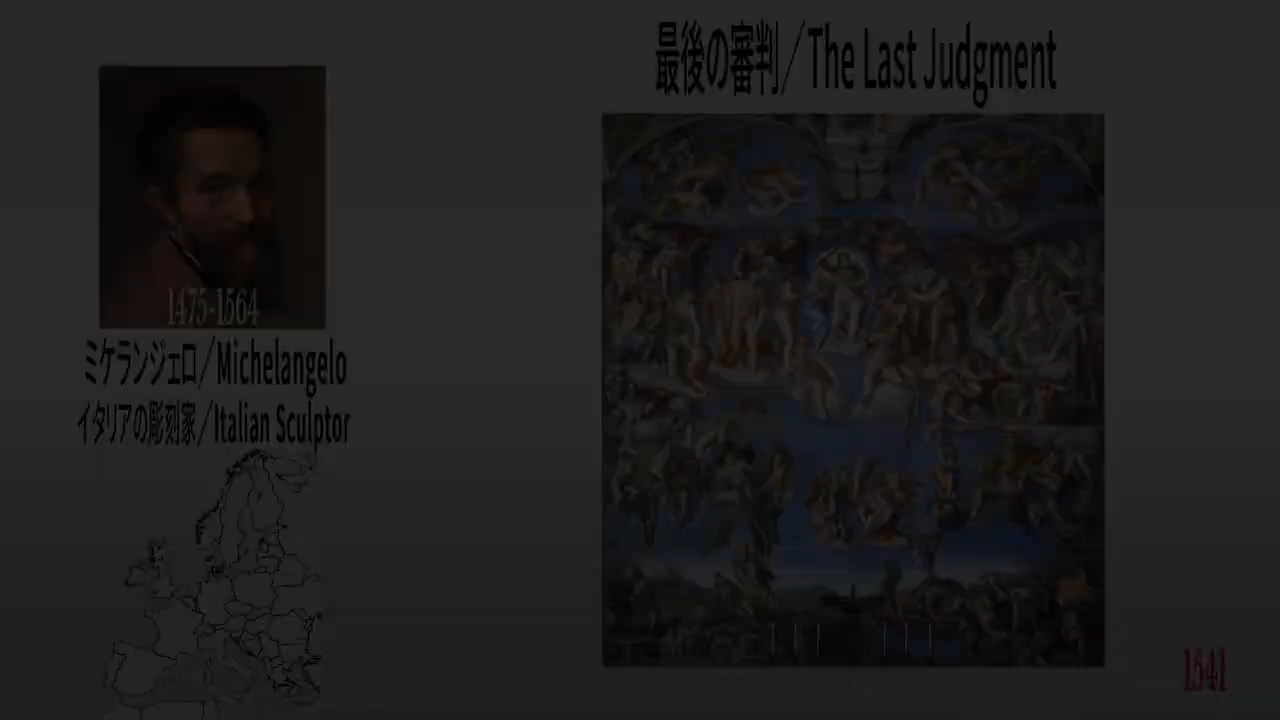 最後の審判／The Last Judgment
1475-1564
ミケランジェロ／Michelangelo
イタリアの彫刻家／Italian Sculptor
1541